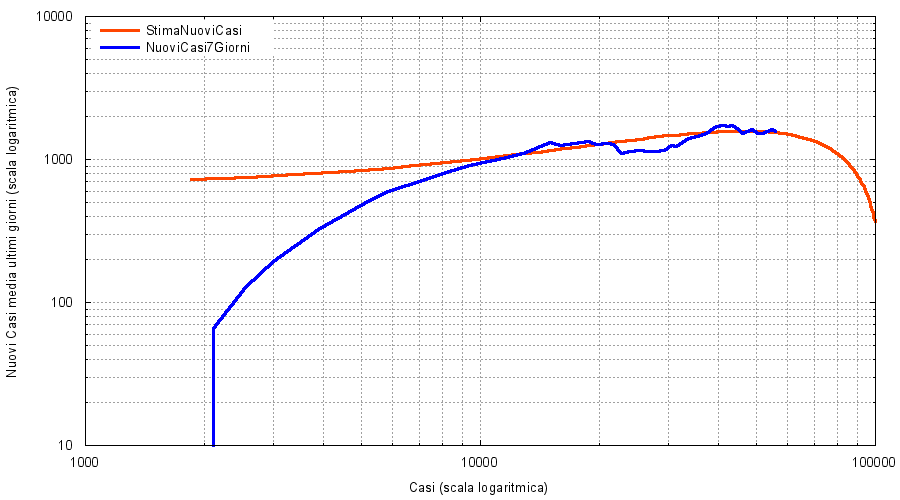 10000
StimaNuoviCasi
NuoviCasi7Giorni
1000
100
10
Nuovi Casi media ultimi giorni (scala logaritmica)
1000 10000 100000
Casi (scala logaritmica)